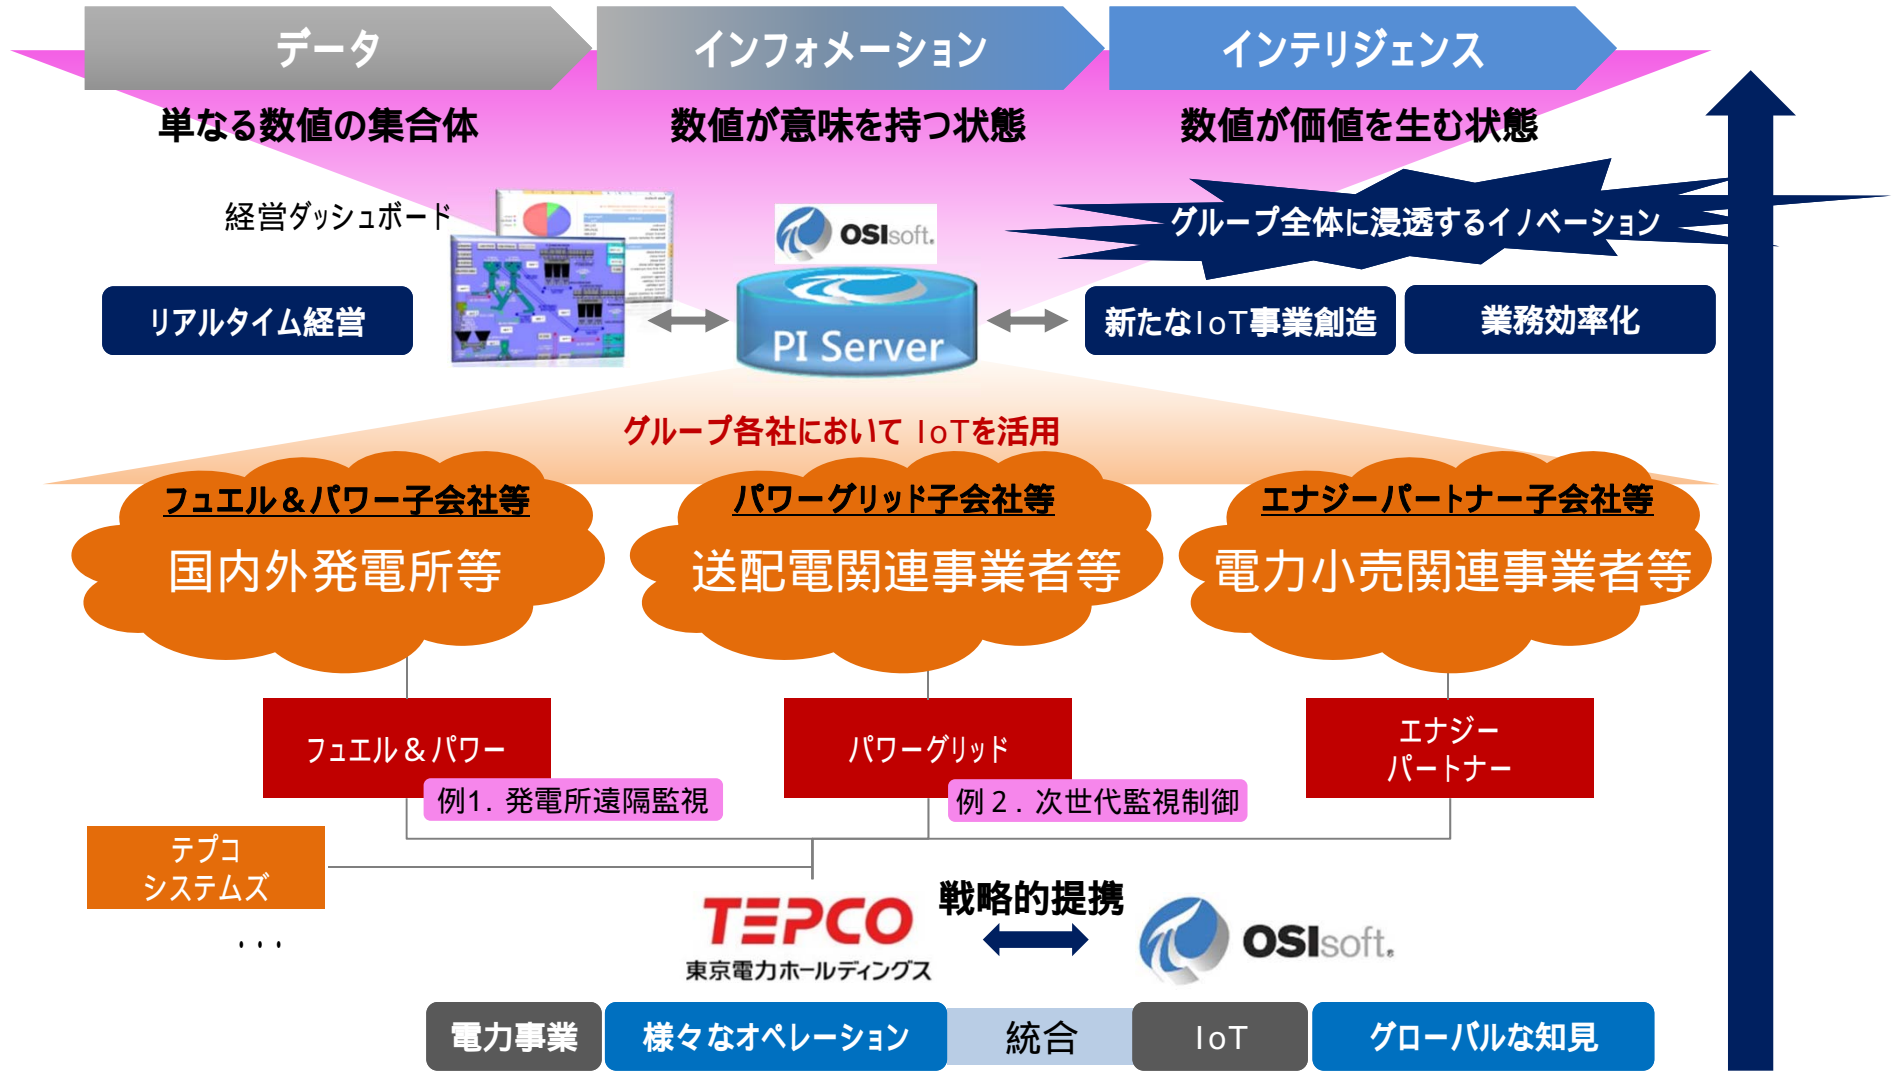 データ
インフォメーション
インテリジェンス
単なる数値の集合体
数値が意味を持つ状態
数値が価値を生む状態
経営ダッシュボード
OSIsoft.
グループ全体に浸透するイノベーション
リアルタイム経営
PI Server
新たなIoT事業創造
業務効率化
グループ各社において IoTを活用
フュエル＆パワー子会社等
国内外発電所等
パワーグリッド子会社等
送配電関連事業者等
エナジーパートナー子会社等
電力小売関連事業者等
フュエル＆パワー
パワーグリッド
エナジー
パートナー
例1. 発電所遠隔監視
例２. 次世代監視制御
テプコ
システムズ
・・・
TEPCO
東京電力ホールディングス
戦略的提携
OSIsoft.
電力事業
様々なオペレーション
統合
IoT
グローバルな知見